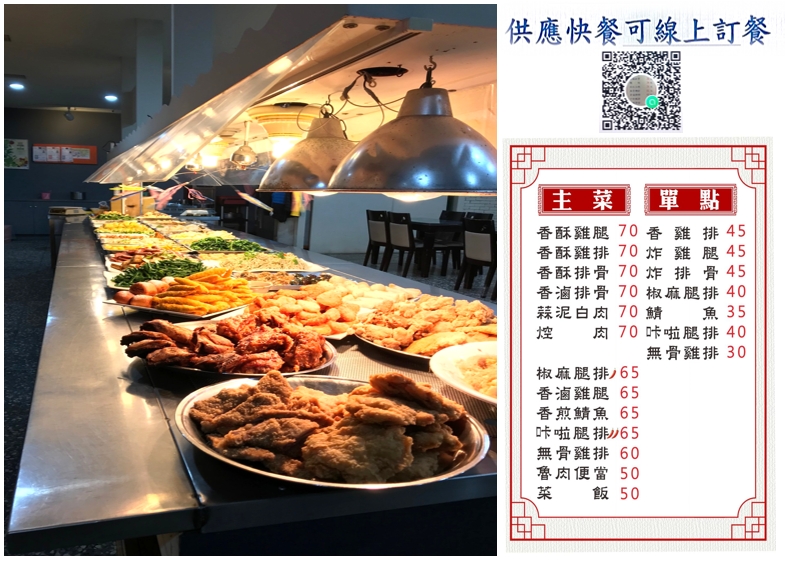 供應快餐可線上訂餐
主菜
香酥雞腿 70
香酥雞排 70
香酥排骨 70
香滷排骨 70
蒜泥白肉 70
焢肉 70
椒麻腿排 65
香滷雞腿 65
香煎鯖魚 65
咔啦腿排 65
無骨雞排 60
魯肉便當 50
菜飯 50
單點
香雞排 45
炸雞腿 45
炸排骨 45
椒麻腿排 40
鯖魚 35
咔啦腿排 40
無骨雞排 30